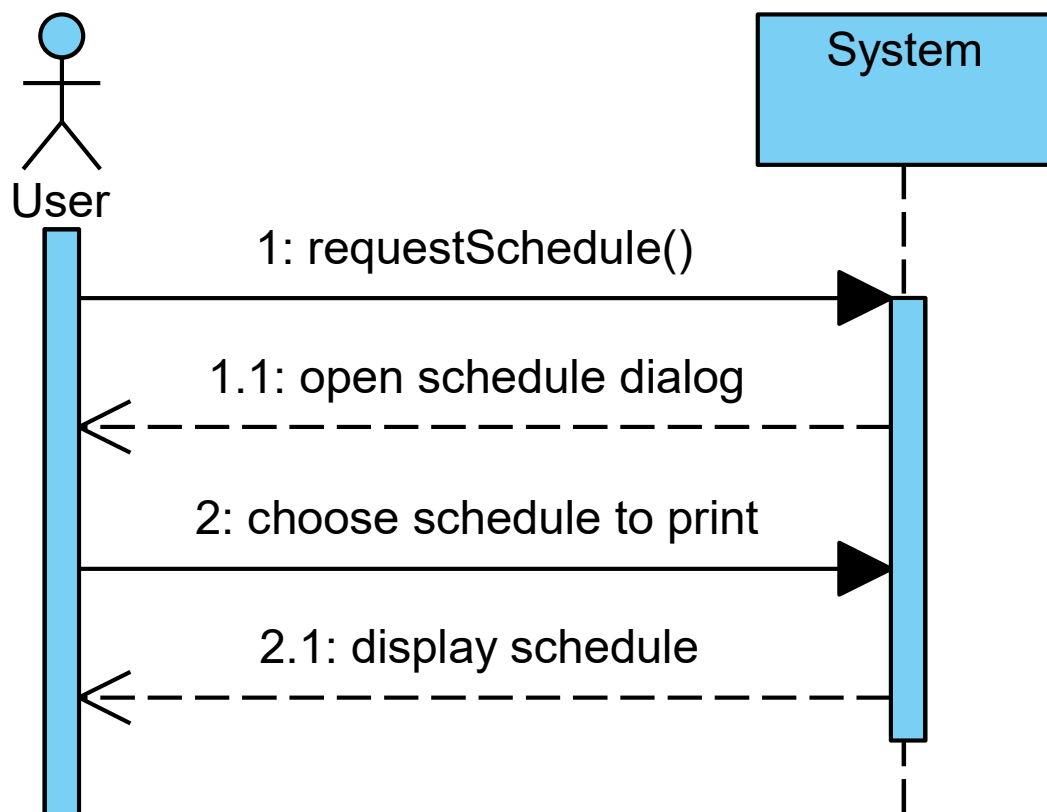 System
User
1: requestSchedule()
1.1: open schedule dialog
2: choose schedule to print
2.1: display schedule